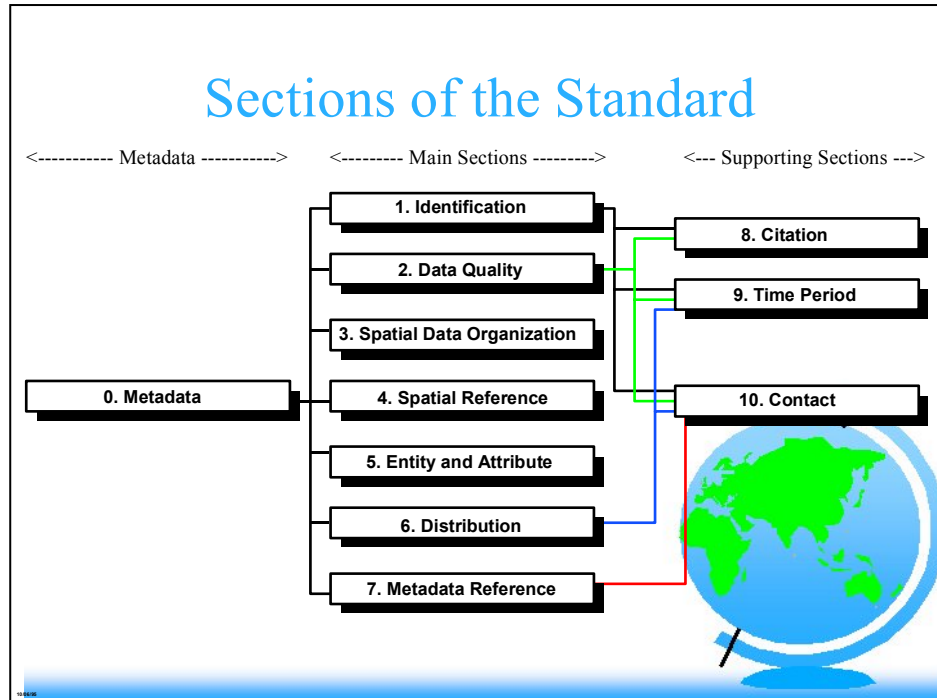 Sections of the Standard
<----------- Metadata ----------->
<--------- Main Sections --------->
<--- Supporting Sections --->
0. Metadata
1. Identification
2. Data Quality
3. Spatial Data Organization
4. Spatial Reference
5. Entity and Attribute
6. Distribution
7. Metadata Reference
8. Citation
9. Time Period
10. Contact